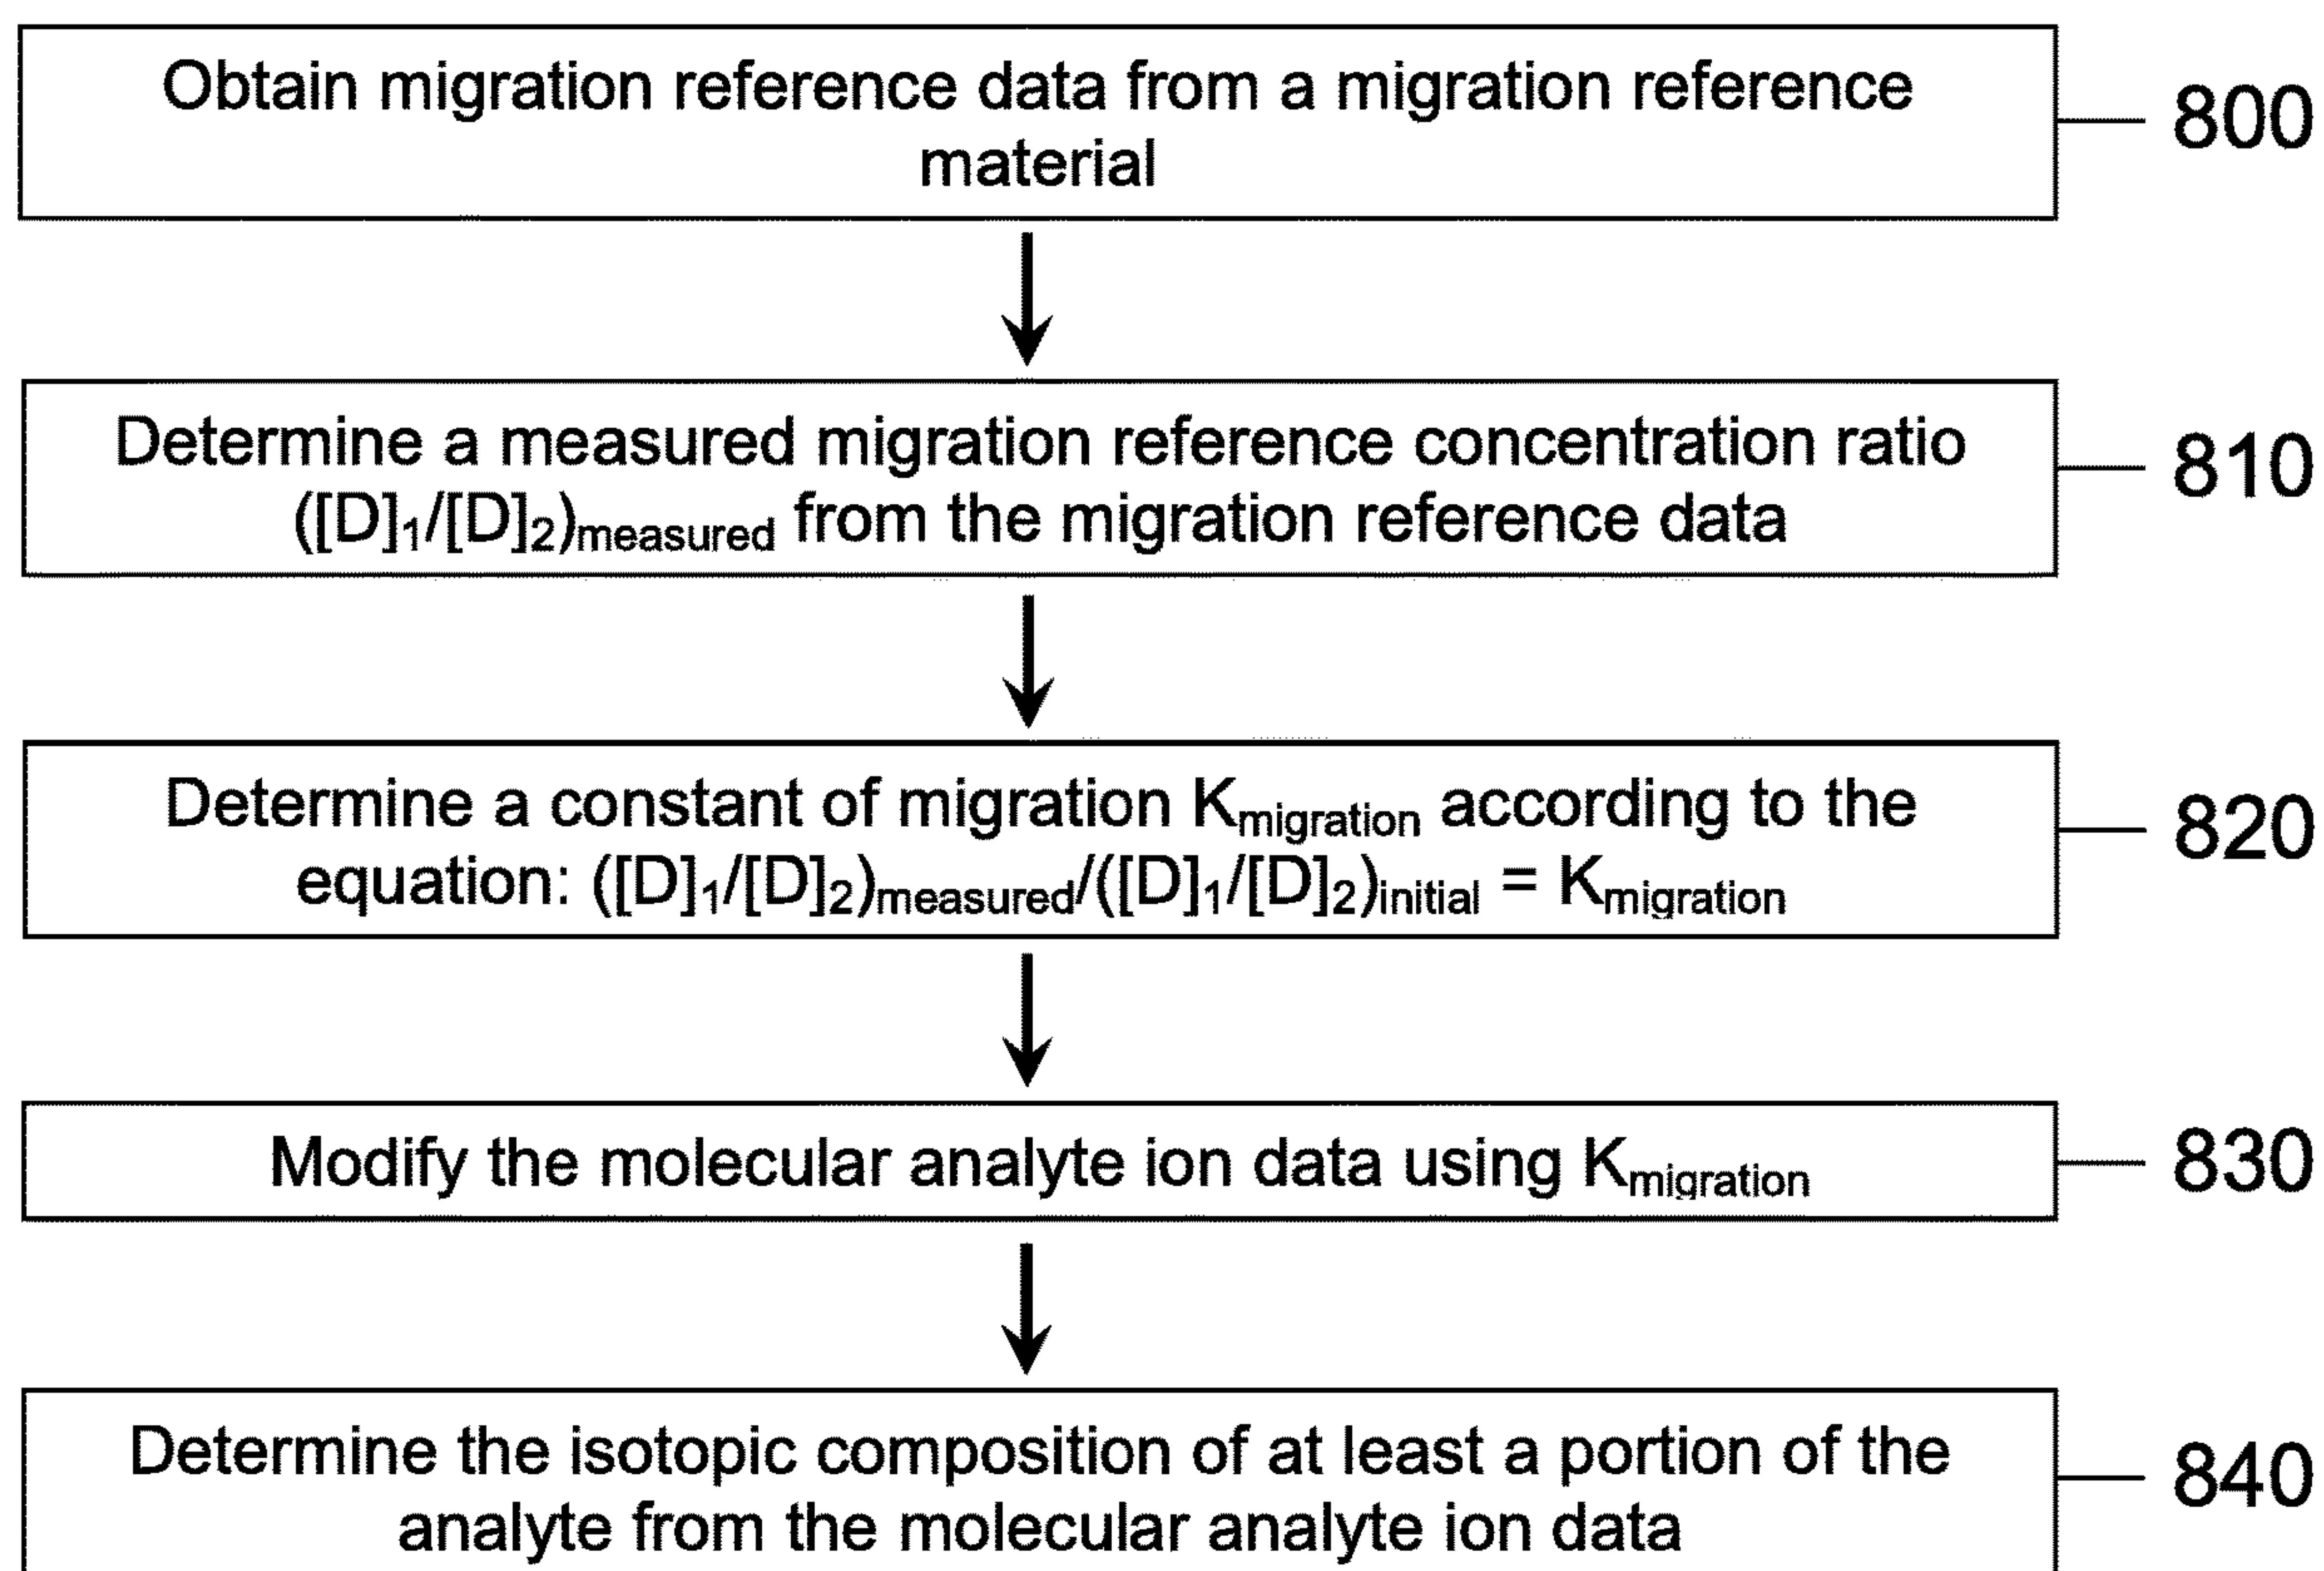 Obtain migration reference data from a migration reference
material
800
Determine a measured migration reference concentration ratio
([D]₁/[D]₂)measured from the migration reference data
810
Determine a constant of migration Kmigration according to the
equation: ([D]₁/[D]₂)measured/([D]₁/[D]₂)initial = Kmigration
820
Modify the molecular analyte ion data using Kmigration
830
Determine the isotopic composition of at least a portion of the
analyte from the molecular analyte ion data
840